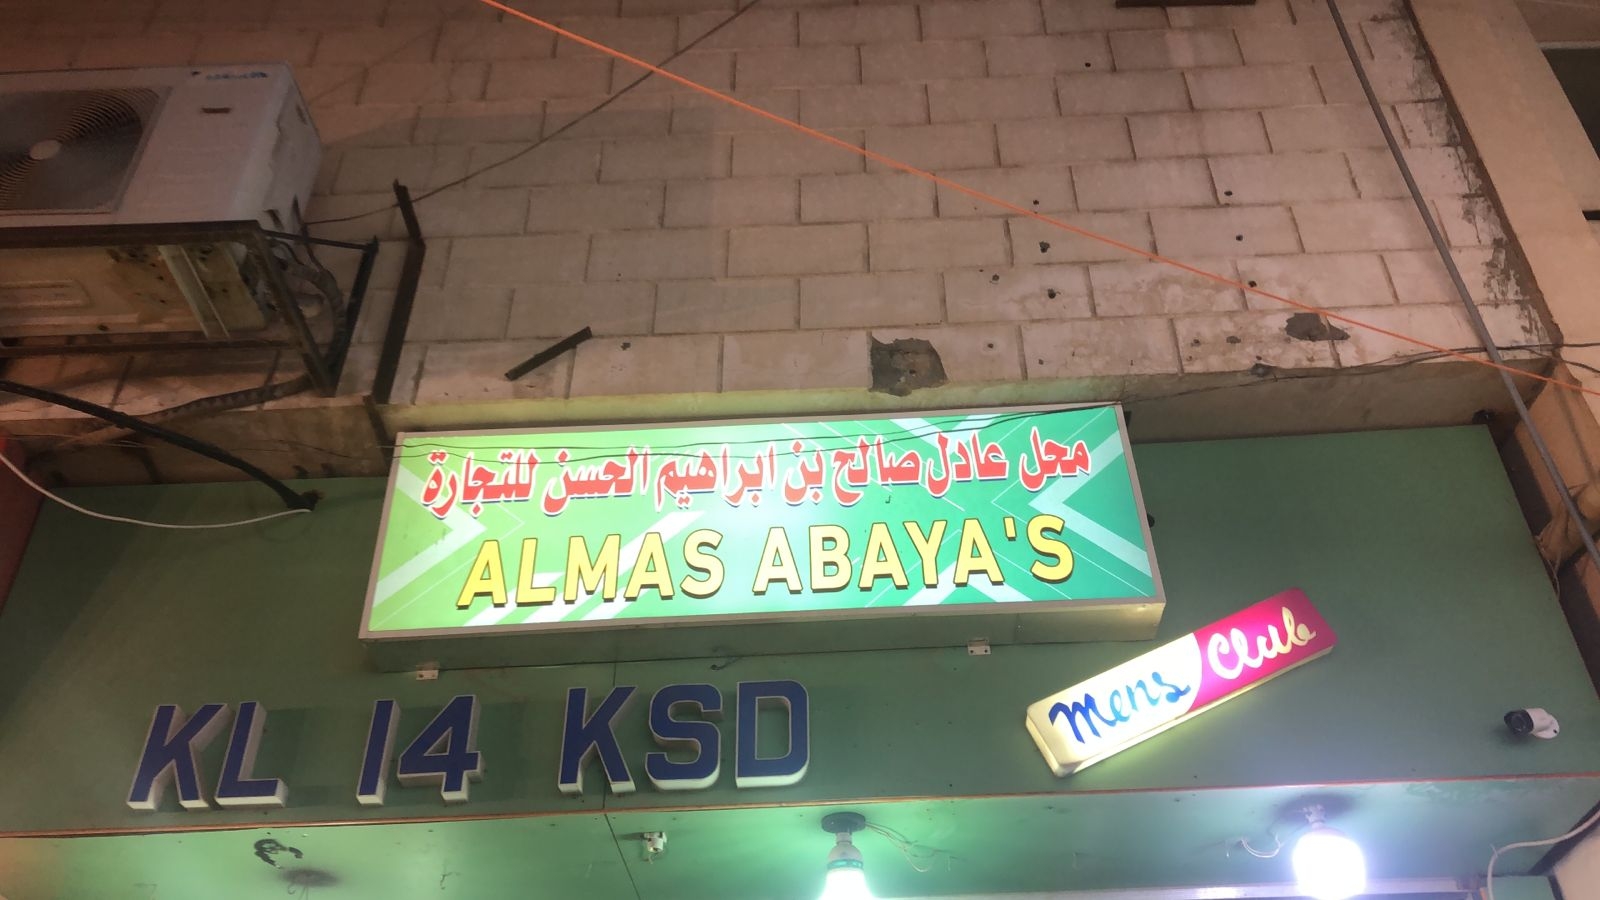 محل عادل صالح بن ابراهيم الحسن للتجارة
ALMAS ABAYA'S
KL 14 KSD
Mens Club